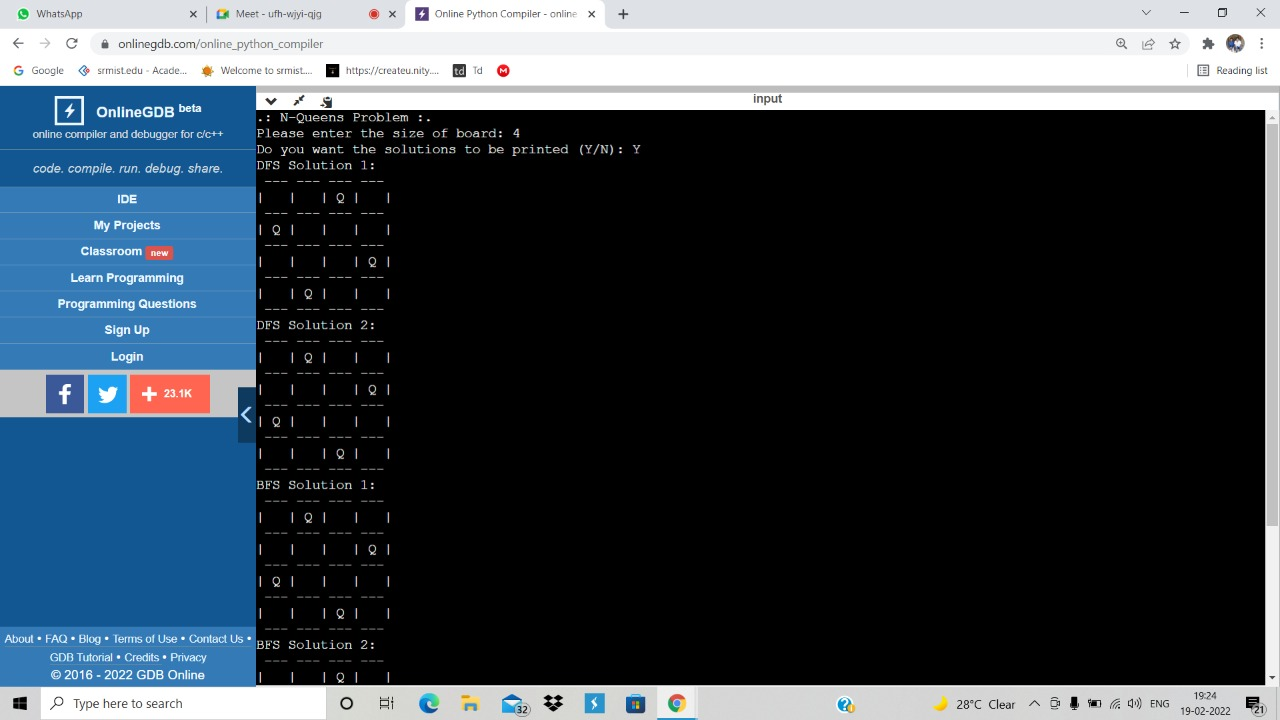 WhatsApp
Meet - ufh-wjyi-qjg
Online Python Compiler - online
onlinegdb.com/online_python_compiler
Google
srmist.edu - Acade...
Welcome to srmist....
https://createu.nity....
td Td
M
Reading list
OnlineGDB beta
online compiler and debugger for c/c++
code. compile. run. debug. share.
IDE
My Projects
Classroom new
Learn Programming
Programming Questions
Sign Up
Login
f
23.1K
About • FAQ • Blog • Terms of Use • Contact Us •
GDB Tutorial • Credits • Privacy
© 2016 - 2022 GDB Online
input
.: N-Queens Problem :.
Please enter the size of board: 4
Do you want the solutions to be printed (Y/N): Y
DFS Solution 1:
 --- --- --- ---
|   |   | Q |   |
 --- --- --- ---
| Q |   |   |   |
 --- --- --- ---
|   |   |   | Q |
 --- --- --- ---
|   | Q |   |   |
 --- --- --- ---
DFS Solution 2:
 --- --- --- ---
|   | Q |   |   |
 --- --- --- ---
|   |   |   | Q |
 --- --- --- ---
| Q |   |   |   |
 --- --- --- ---
|   |   | Q |   |
 --- --- --- ---
BFS Solution 1:
 --- --- --- ---
|   | Q |   |   |
 --- --- --- ---
|   |   |   | Q |
 --- --- --- ---
| Q |   |   |   |
 --- --- --- ---
|   |   | Q |   |
 --- --- --- ---
BFS Solution 2:
 --- --- --- ---
|   |   | Q |   |
Type here to search
32
28°C Clear
ENG
19:24
19-02-2022
21